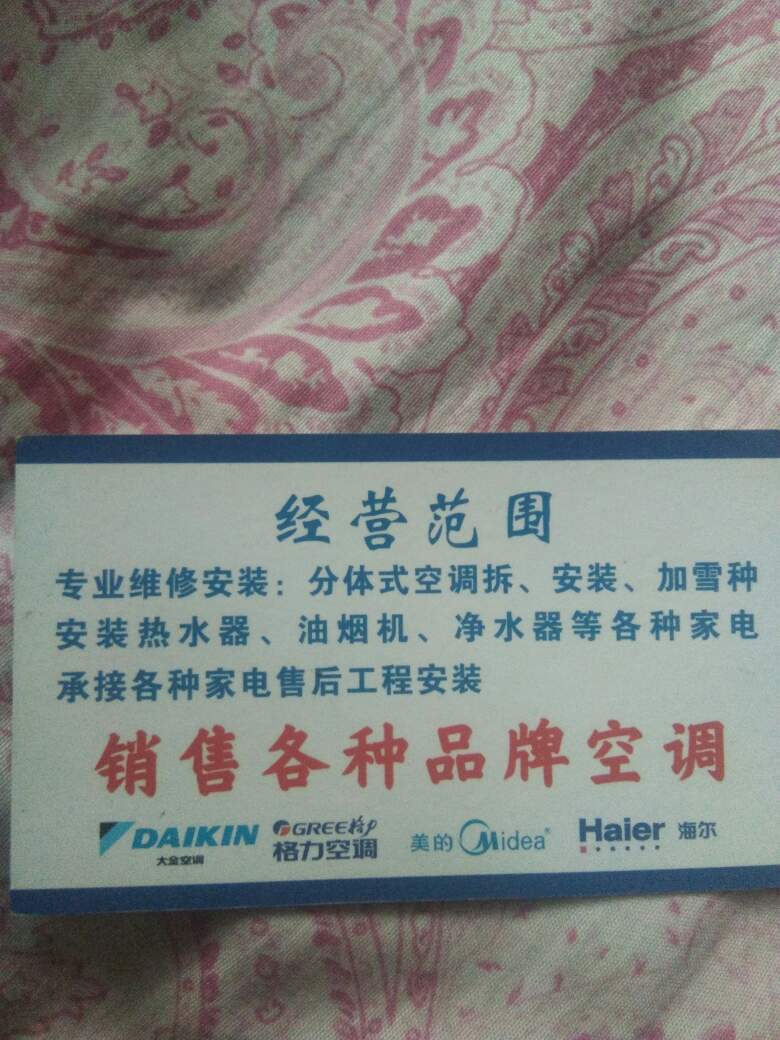 经营范围
专业维修安装：分体式空调拆、安装、加雪种
安装热水器、油烟机、净水器等各种家电
承接各种家电售后工程安装
销售各种品牌空调
DAIKIN
大金空调
GREE格力
格力空调
美的 Midea
Haier 海尔